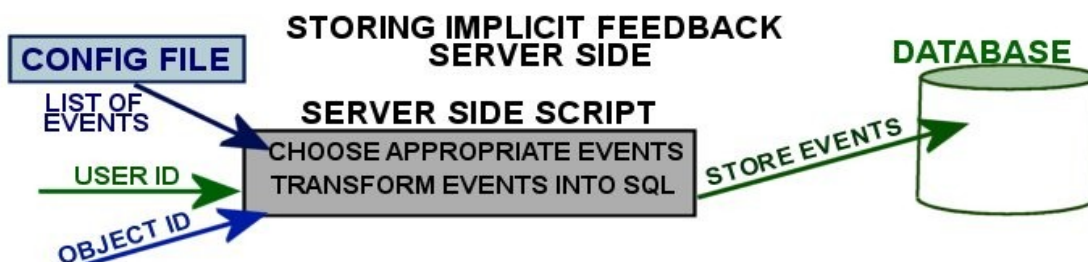 STORING IMPLICIT FEEDBACK
SERVER SIDE
CONFIG FILE
DATABASE
LIST OF
EVENTS
SERVER SIDE SCRIPT
CHOOSE APPROPRIATE EVENTS
TRANSFORM EVENTS INTO SQL
STORE EVENTS
USER ID
OBJECT ID